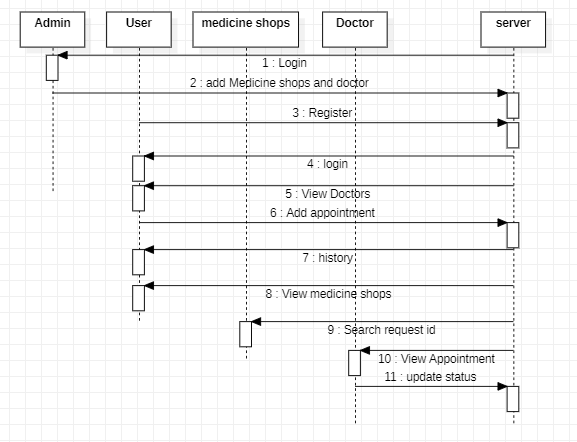 Admin
User
medicine shops
Doctor
server
1 : Login
2 : add Medicine shops and doctor
3 : Register
4 : login
5 : View Doctors
6 : Add appointment
7 : history
8 : View medicine shops
9 : Search request id
10 : View Appointment
11 : update status